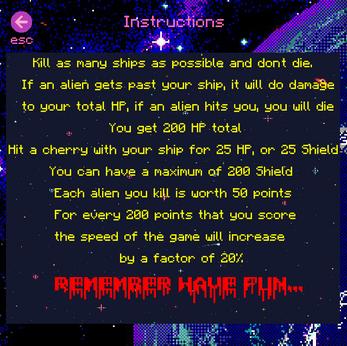 Instructions
esc
Kill as many ships as possible and dont die.
If an alien gets past your ship, it will do damage
to your total HP, if an alien hits you, you will die
You get 200 HP total
Hit a cherry with your ship for 25 HP, or 25 Shield
You can have a maximum of 200 Shield
Each alien you kill is worth 50 points
For every 200 points that you score
the speed of the game will increase
by a factor of 20%
REMEMBER HAVE FUN...